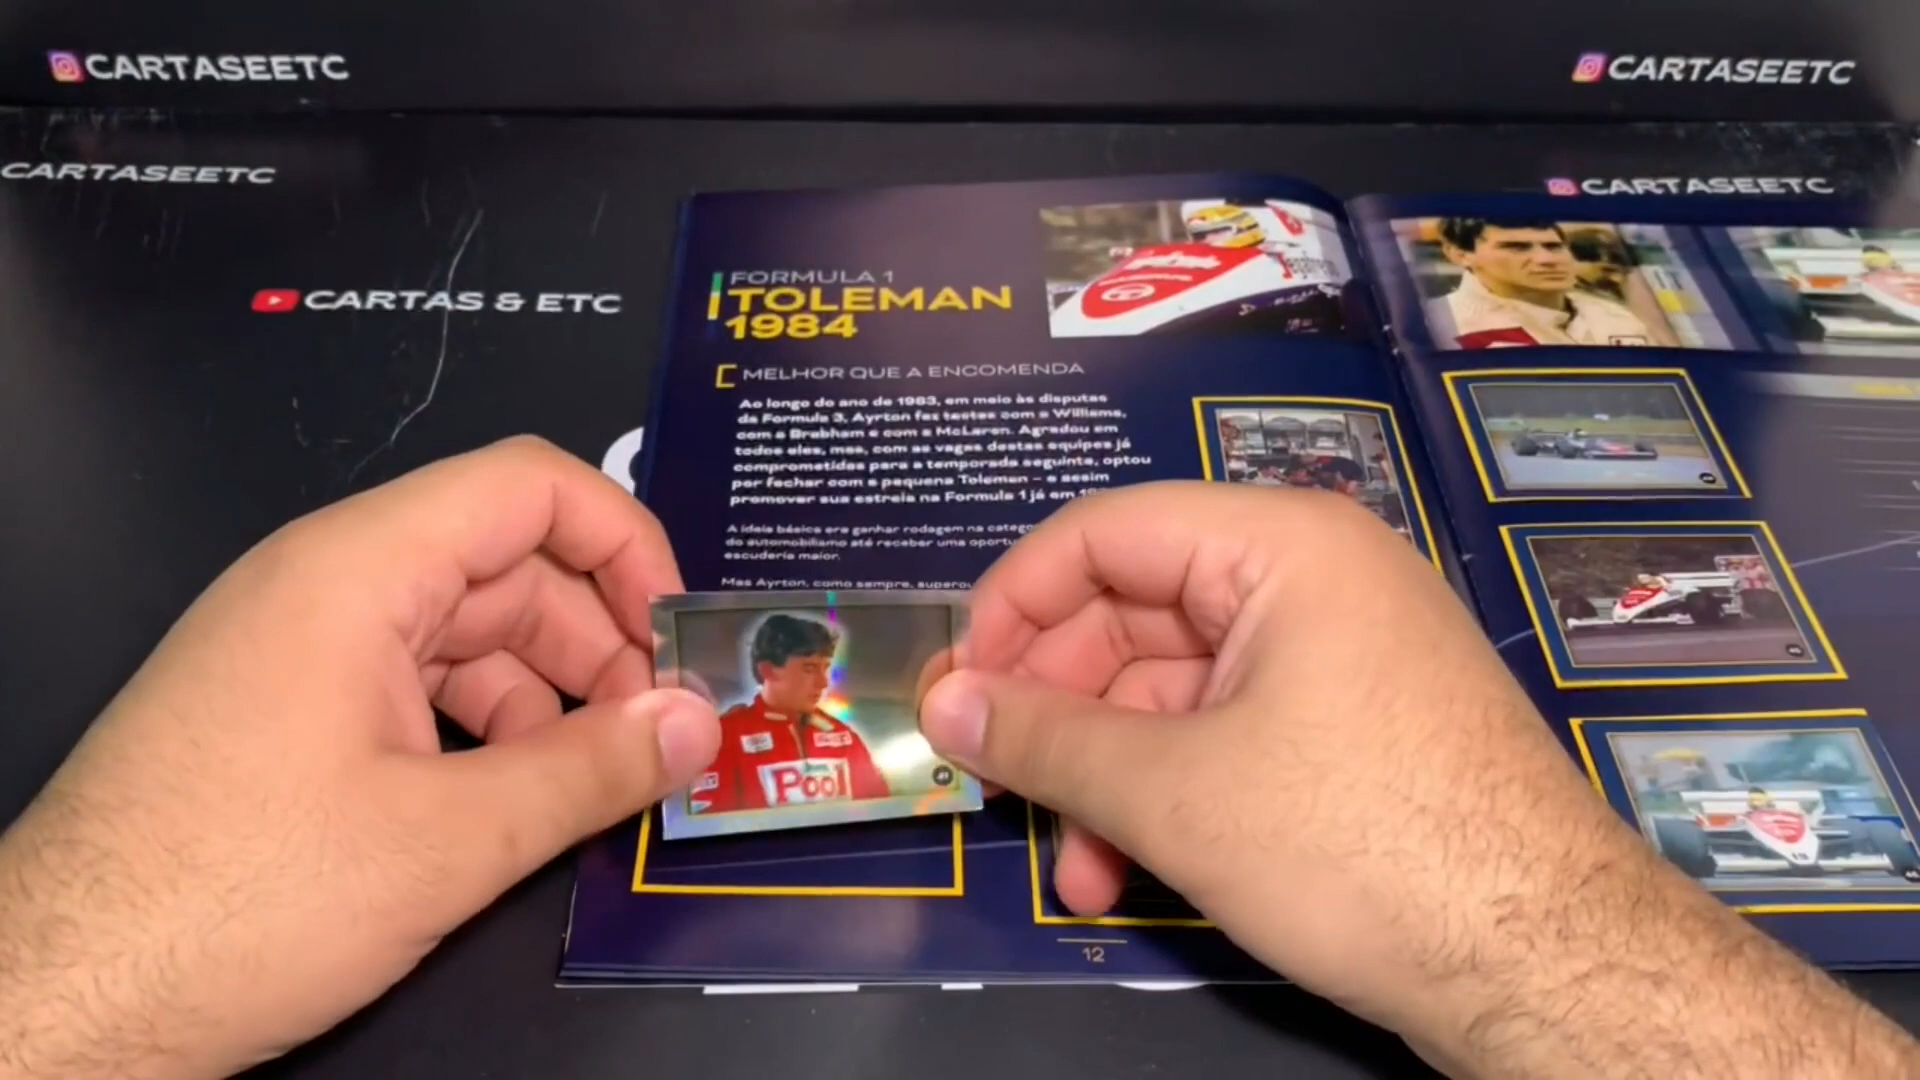 CARTASEETC
CARTASEETC
CARTASEETC
CARTASEETC
CARTAS & ETC
FORMULA 1
TOLEMAN
1984
MELHOR QUE A ENCOMENDA
Ao longo do ano de 1983, em meio às disputas
da Formula 3, Ayrton fez testes com a Williams,
com a Brabham e com a McLaren. Agradou em
todos eles, mas, com as vagas destas equipes já
comprometidas para a temporada seguinte, optou
por fechar com a pequena Toleman – e assim
promover sua estreia na Formula 1 já em
A ideia básica era ganhar rodagem na
do automobilismo até receber uma
escuderia maior.
Mas Ayrton, como sempre,
Pool
41
12